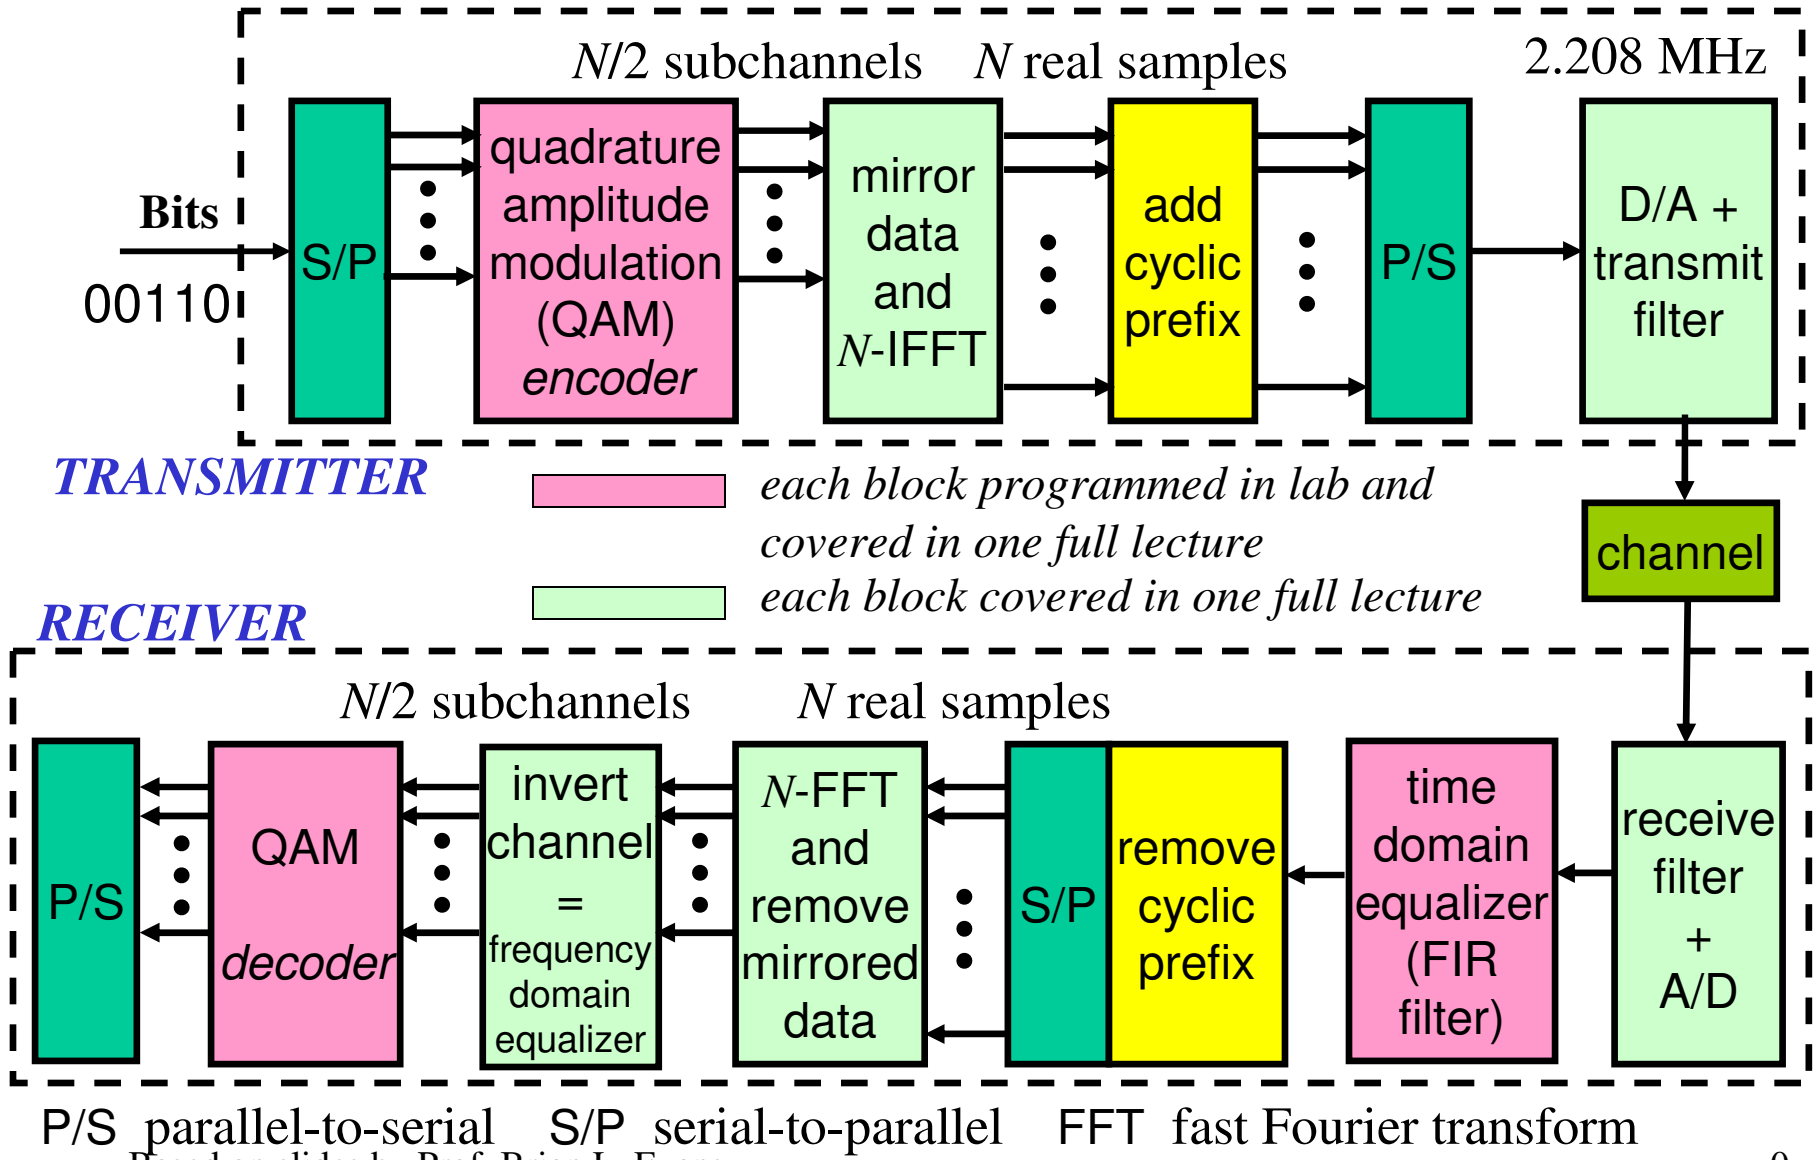 N/2 subchannels
N real samples
2.208 MHz
Bits
00110
S/P
quadrature
amplitude
modulation
(QAM)
encoder
mirror
data
and
N-IFFT
add
cyclic
prefix
P/S
D/A +
transmit
filter
TRANSMITTER
each block programmed in lab and
covered in one full lecture
each block covered in one full lecture
channel
RECEIVER
N/2 subchannels
N real samples
P/S
QAM
decoder
invert
channel
=
frequency
domain
equalizer
N-FFT
and
remove
mirrored
data
S/P
remove
cyclic
prefix
time
domain
equalizer
(FIR
filter)
receive
filter
+
A/D
P/S parallel-to-serial S/P serial-to-parallel FFT fast Fourier transform